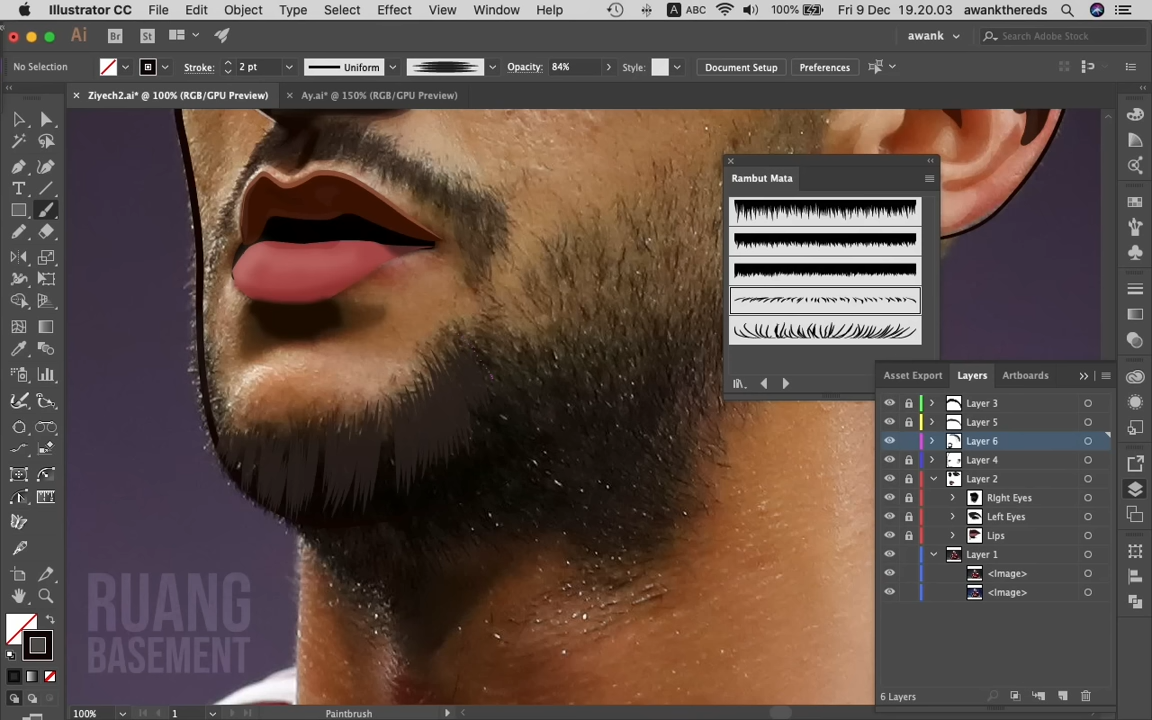 Illustrator CC File Edit Object Type Select Effect View Window Help A ABC 100% Fri 9 Dec 19.20.03 awankthereds
Ai Br St awank Search Adobe Stock
No Selection Stroke: 2 pt Uniform Opacity: 84% Style: Document Setup Preferences
× Ziyech2.ai* @ 100% (RGB/GPU Preview) × Ay.ai* @ 150% (RGB/GPU Preview)
Rambut Mata
Asset Export Layers Artboards
Layer 3
Layer 5
Layer 6
Layer 4
Layer 2
RIght Eyes
Left Eyes
Lips
Layer 1
<Image>
<Image>
RUANG
BASEMENT
6 Layers
100% 1 Paintbrush